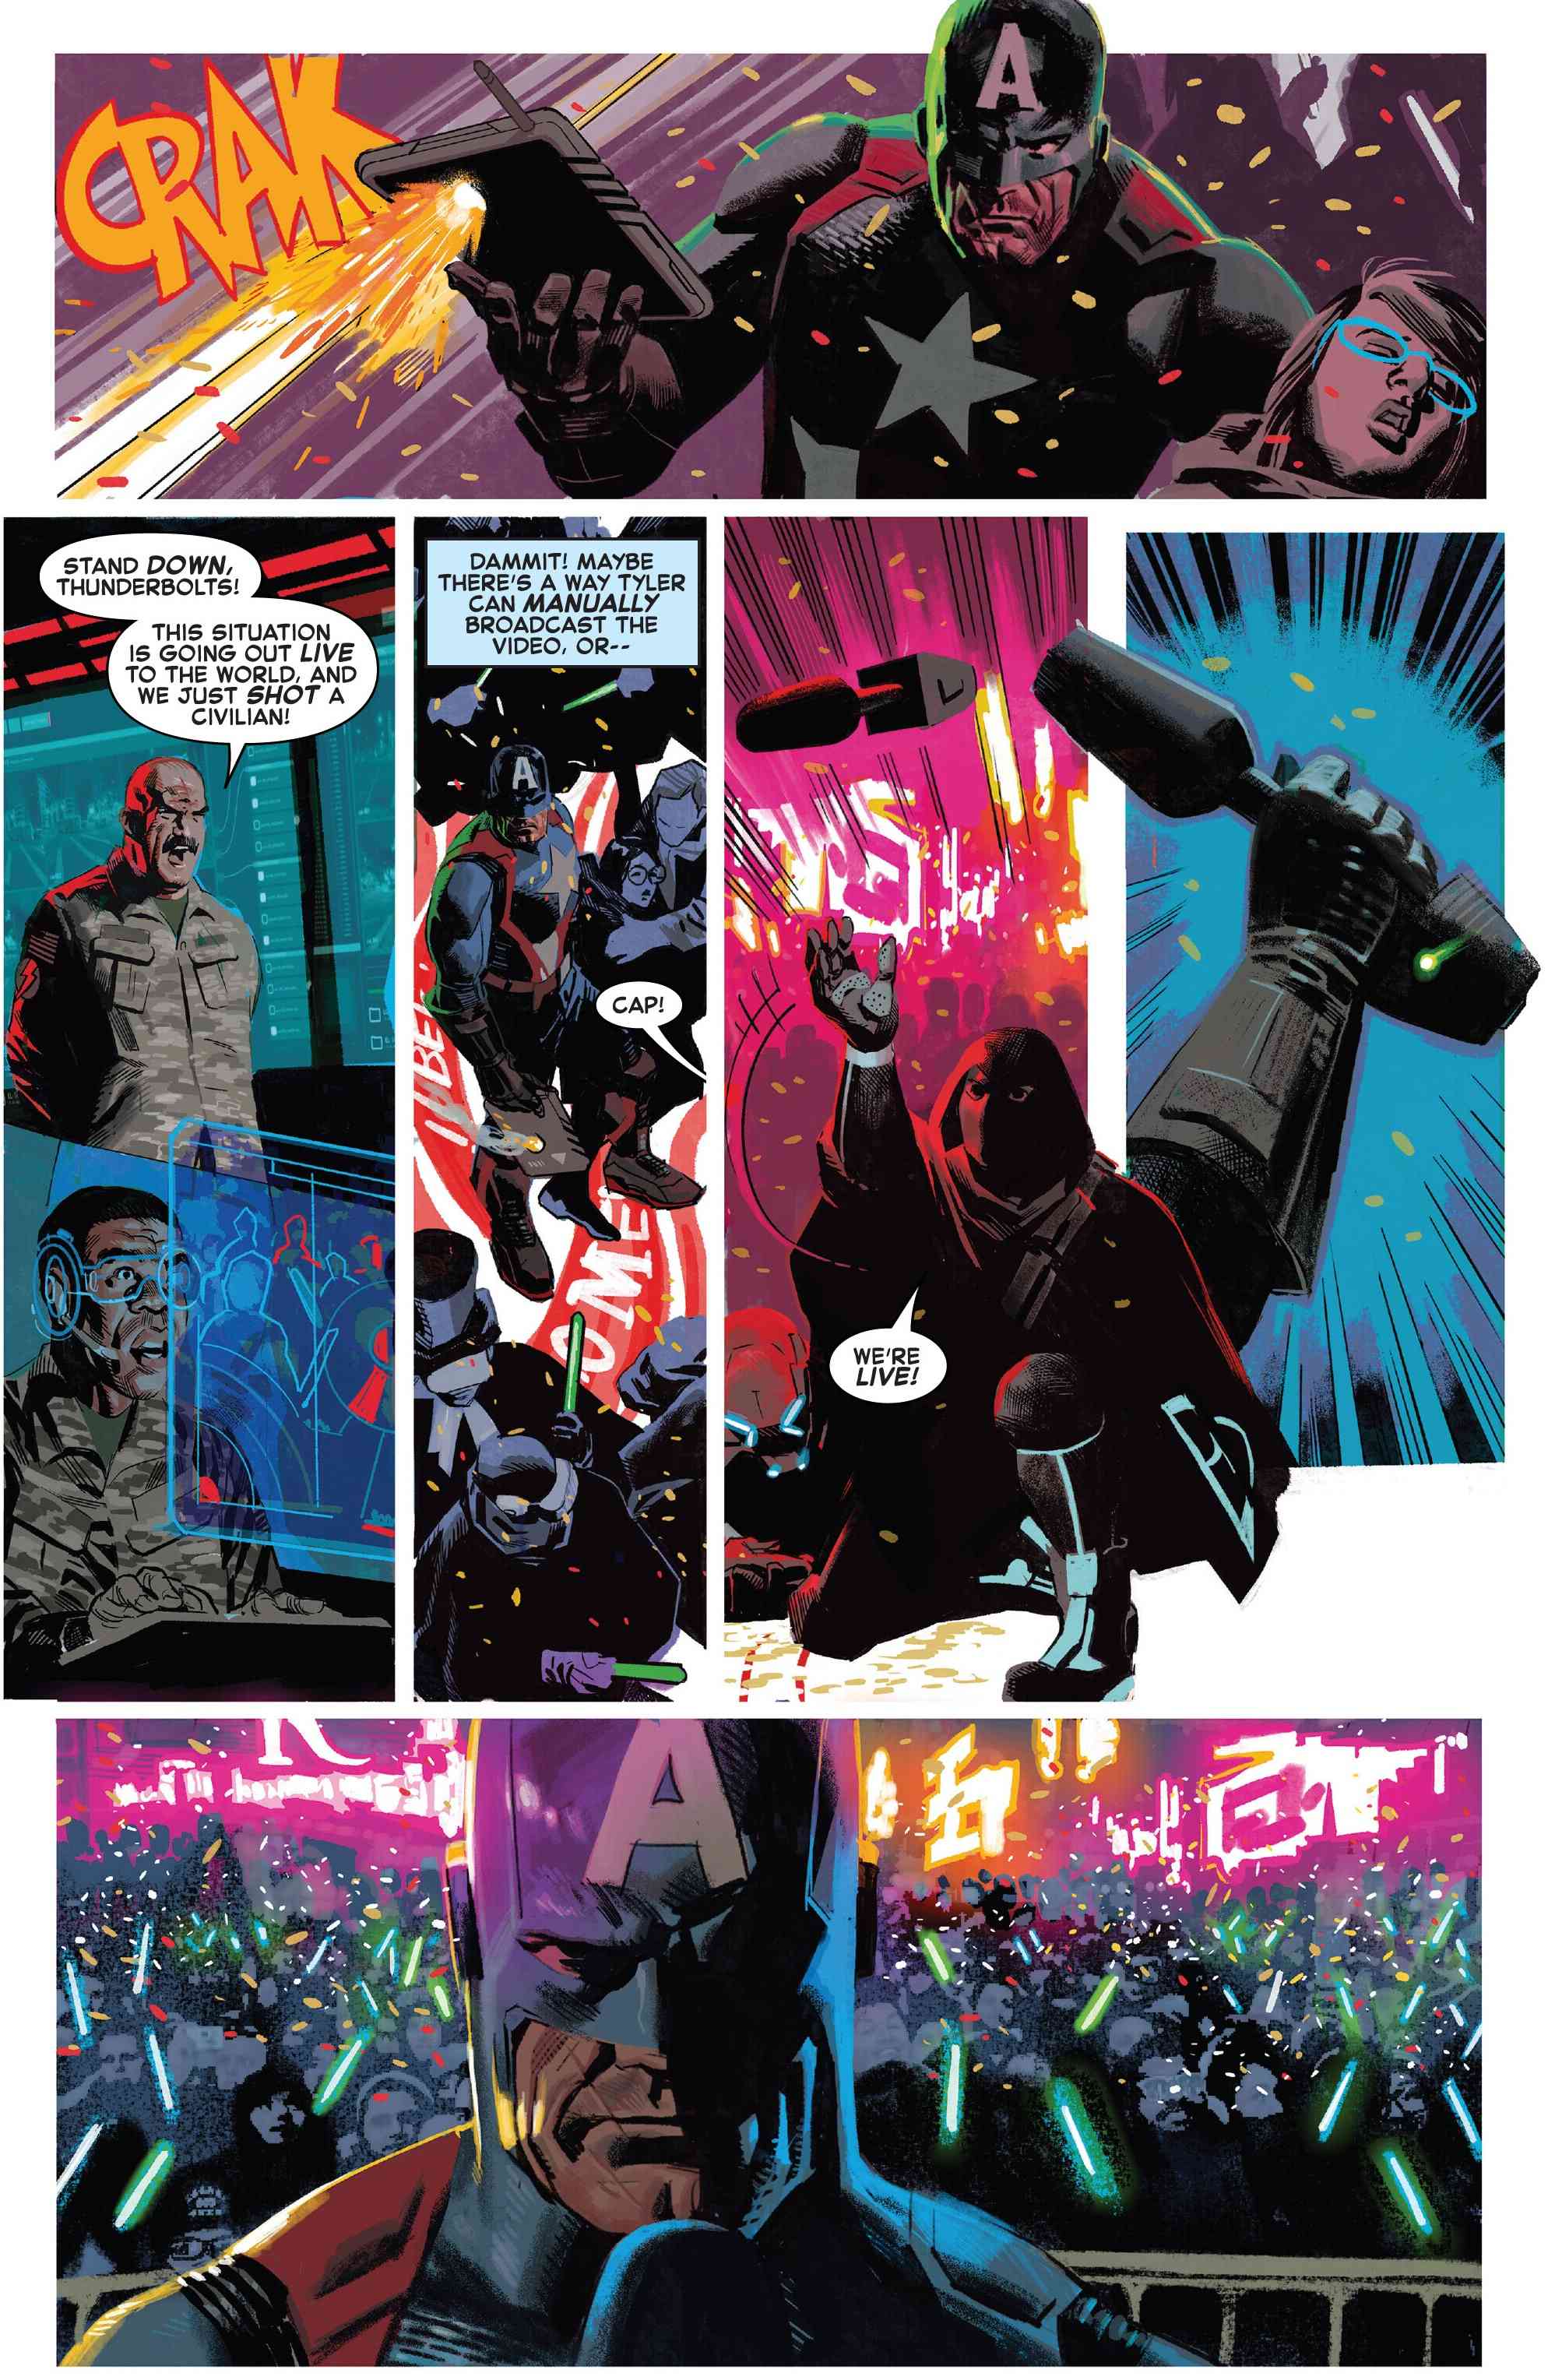 CRAK
A
STAND DOWN,
THUNDERBOLTS!
THIS SITUATION
IS GOING OUT LIVE
TO THE WORLD, AND
WE JUST SHOT A
CIVILIAN!
DAMMIT! MAYBE
THERE'S A WAY TYLER
CAN MANUALLY
BROADCAST THE
VIDEO, OR--
A
CAP!
WE'RE
LIVE!
R
A